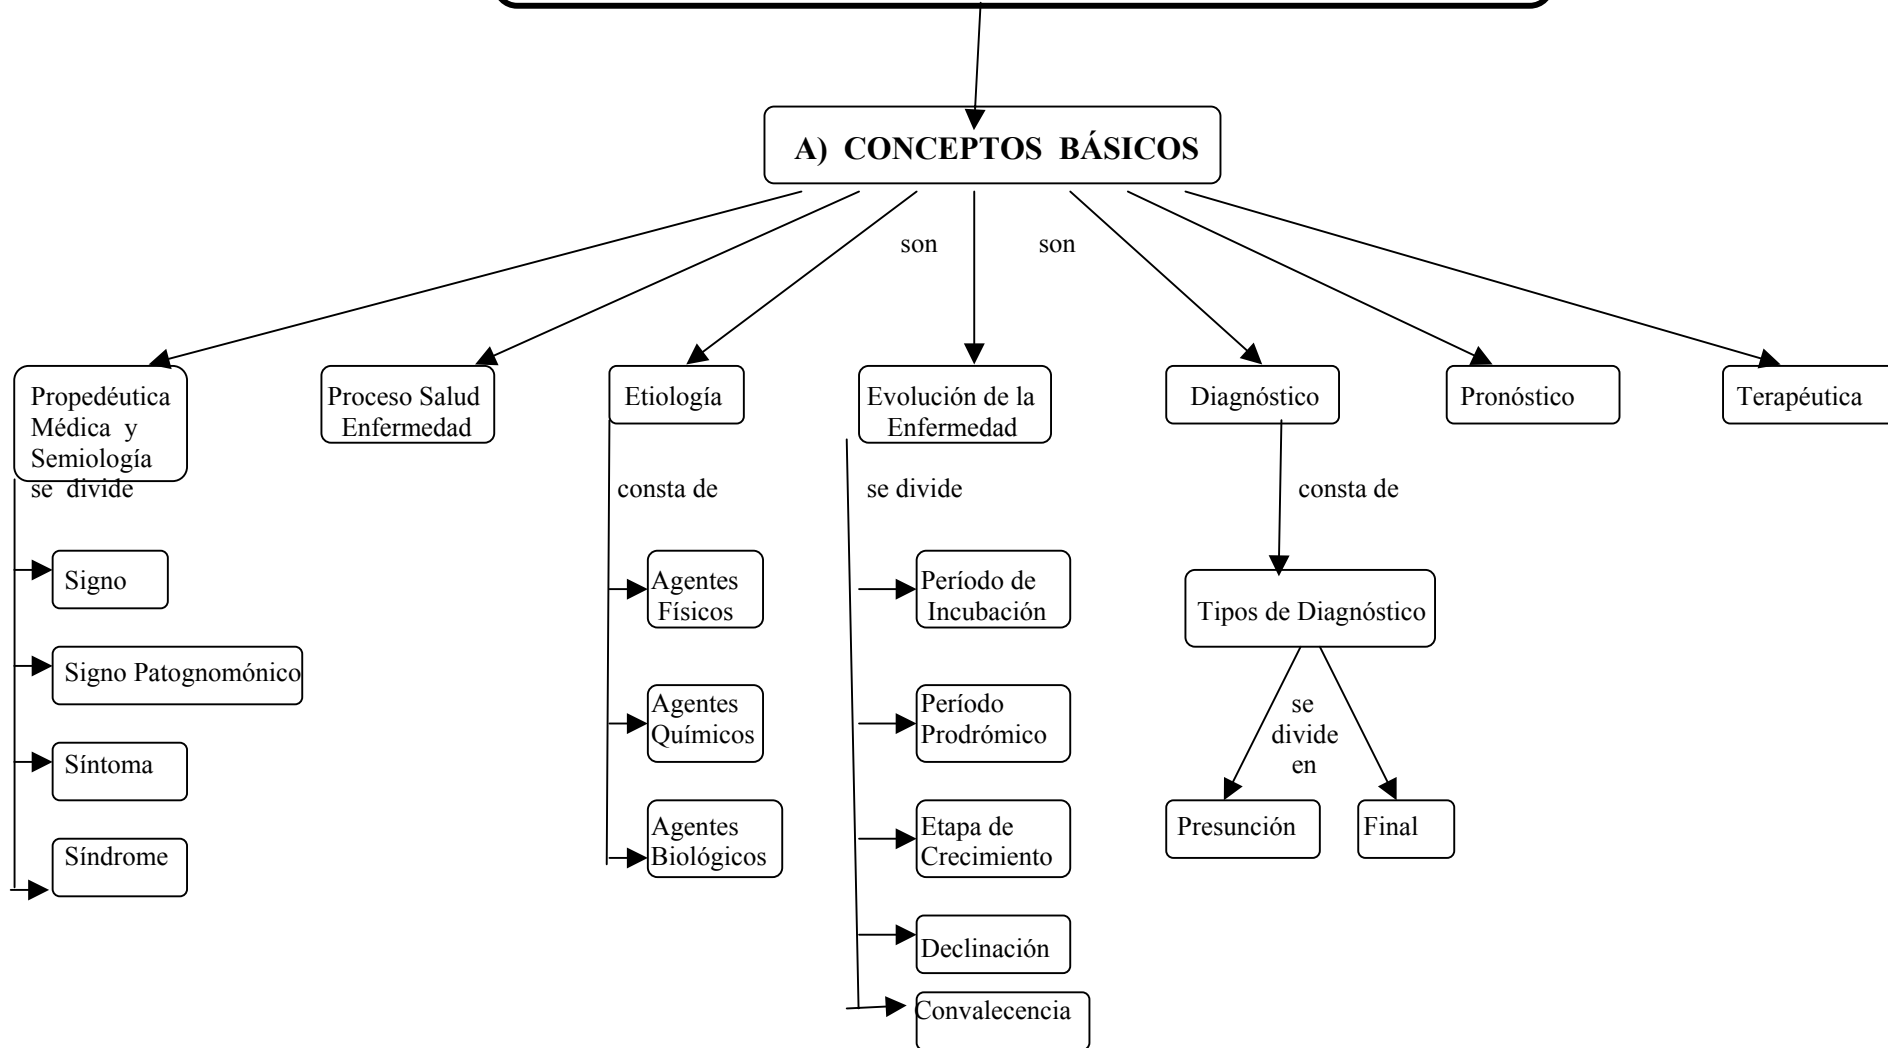 A) CONCEPTOS BÁSICOS
son
son
Propedéutica
Médica y
Semiología
se divide
Signo
Signo Patognomónico
Síntoma
Síndrome
Proceso Salud
Enfermedad
Etiología
consta de
Agentes
Físicos
Agentes
Químicos
Agentes
Biológicos
Evolución de la
Enfermedad
se divide
Período de
Incubación
Período
Prodrómico
Etapa de
Crecimiento
Declinación
Convalecencia
Diagnóstico
consta de
Tipos de Diagnóstico
se
divide
en
Presunción
Final
Pronóstico
Terapéutica